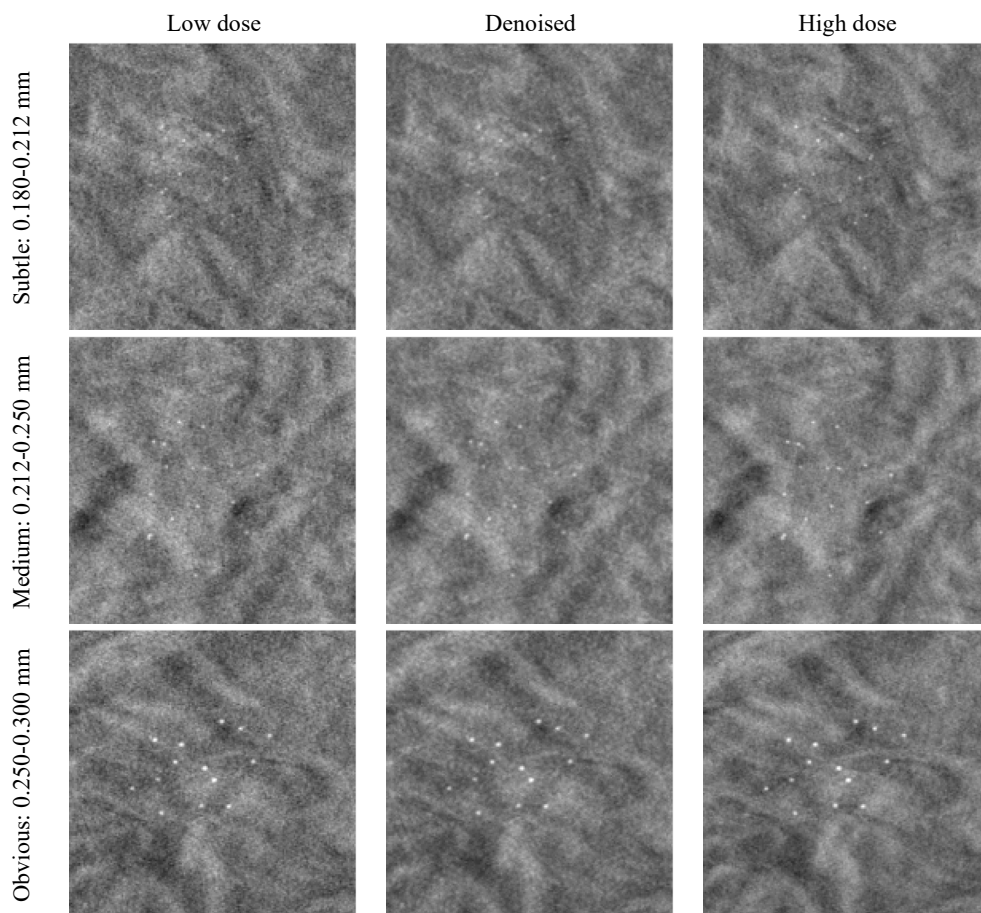 Low dose
Denoised
High dose
Subtle: 0.180-0.212 mm
Medium: 0.212-0.250 mm
Obvious: 0.250-0.300 mm